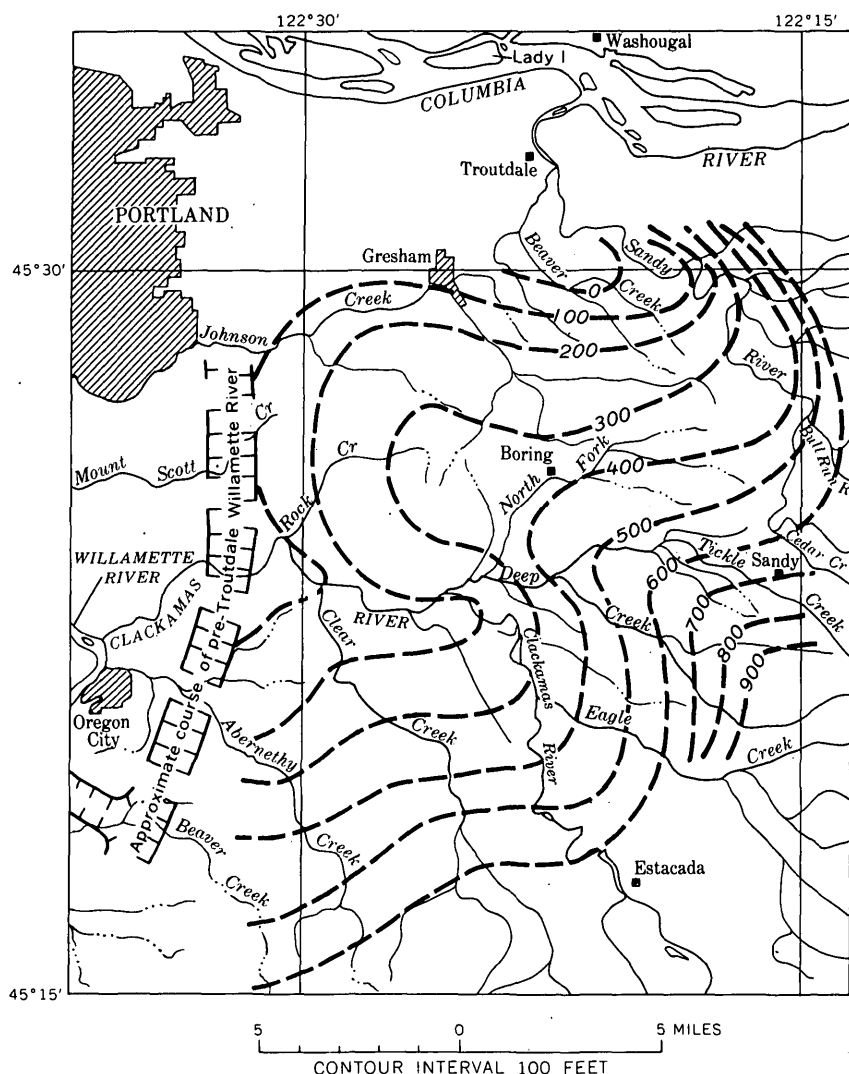 122°30'
122°15'
Washougal
Lady I
COLUMBIA
RIVER
Troutdale
PORTLAND
45°30'
Gresham
Beaver
Creek
Sandy
River
0
100
200
300
400
500
600
700
800
900
Johnson
Creek
Mount
Scott
Cr
Rock
Cr
Boring
North
Fork
Bull Run R
Cedar Cr
Tickle
Creek
Sandy
Deep
Creek
WILLAMETTE
RIVER
CLACKAMAS
RIVER
Clear
Creek
Clackamas
River
Eagle
Creek
Oregon
City
Abernethy
Creek
Approximate course of pre-Troutdale Willamette River
Beaver
Creek
Estacada
45°15'
5 0 5 MILES
CONTOUR INTERVAL 100 FEET